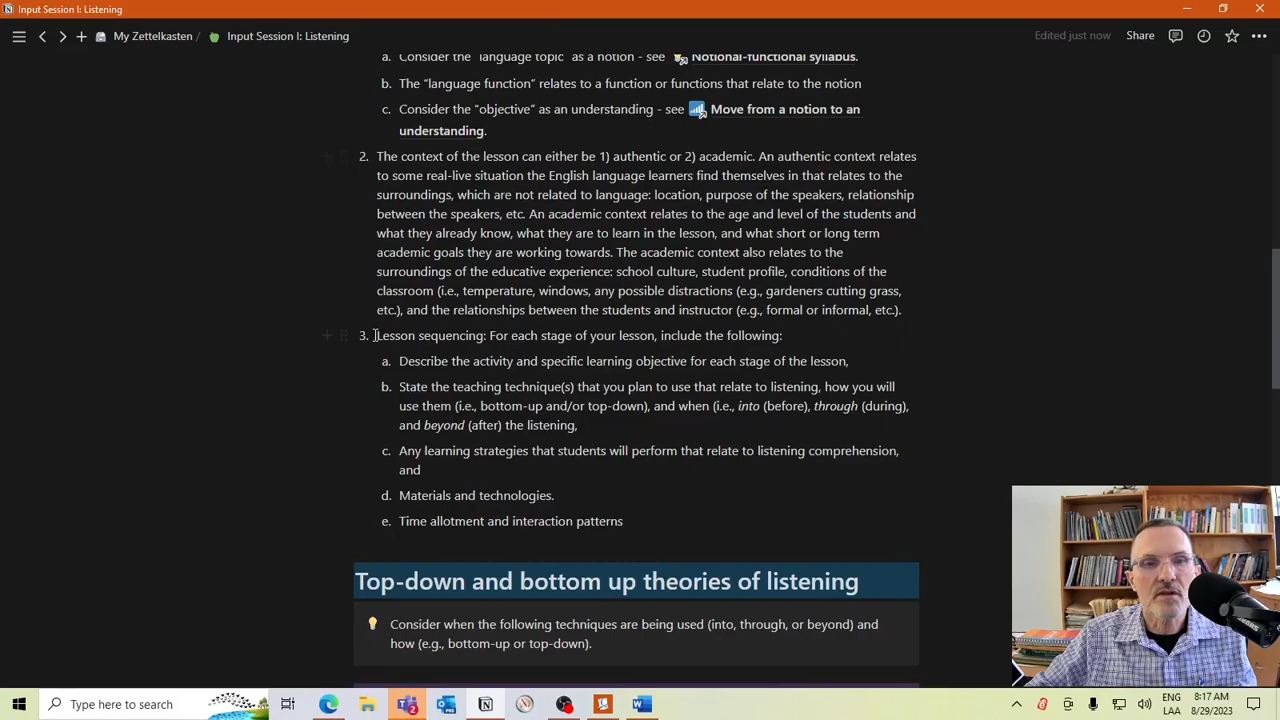 Input Session I: Listening
My Zettelkasten /
Input Session I: Listening
Edited just now
Share
a. Consider the "language topic" as a notion - see Notional-functional syllabus.
b. The “language function” relates to a function or functions that relate to the notion
c. Consider the “objective” as an understanding - see Move from a notion to an
understanding.
2. The context of the lesson can either be 1) authentic or 2) academic. An authentic context relates
to some real-live situation the English language learners find themselves in that relates to the
surroundings, which are not related to language: location, purpose of the speakers, relationship
between the speakers, etc. An academic context relates to the age and level of the students and
what they already know, what they are to learn in the lesson, and what short or long term
academic goals they are working towards. The academic context also relates to the
surroundings of the educative experience: school culture, student profile, conditions of the
classroom (i.e., temperature, windows, any possible distractions (e.g., gardeners cutting grass,
etc.), and the relationships between the students and instructor (e.g., formal or informal, etc.).
3. Lesson sequencing: For each stage of your lesson, include the following:
a. Describe the activity and specific learning objective for each stage of the lesson,
b. State the teaching technique(s) that you plan to use that relate to listening, how you will
use them (i.e., bottom-up and/or top-down), and when (i.e., into (before), through (during),
and beyond (after) the listening,
c. Any learning strategies that students will perform that relate to listening comprehension,
and
d. Materials and technologies.
e. Time allotment and interaction patterns
Top-down and bottom up theories of listening
Consider when the following techniques are being used (into, through, or beyond) and
how (e.g., bottom-up or top-down).
Type here to search
ENG
LAA
8:17 AM
8/29/2023